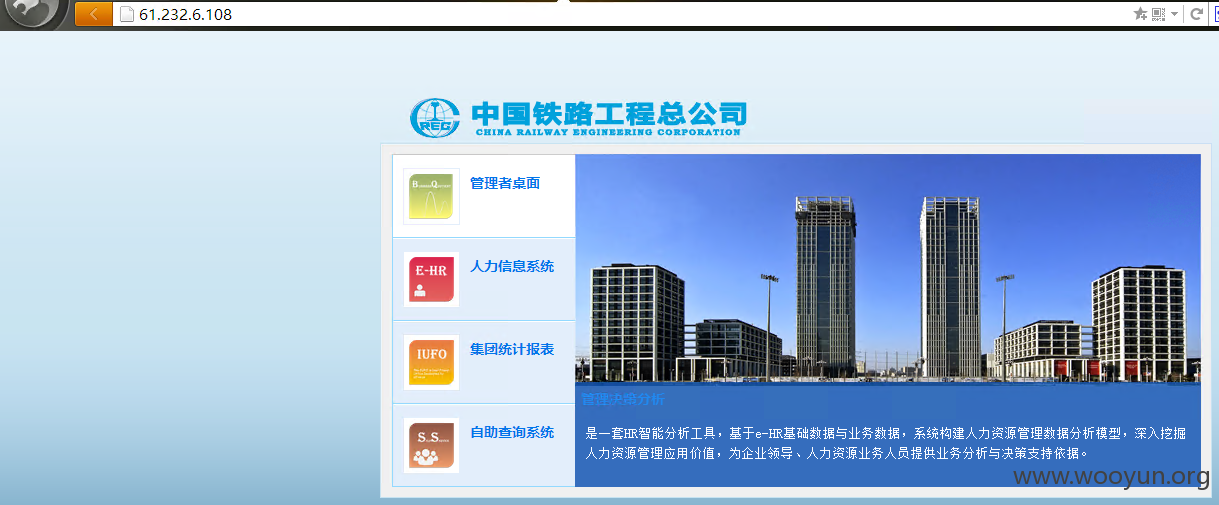 61.232.6.108
中国铁路工程总公司
CHINA RAILWAY ENGINEERING CORPORATION
CREC
管理者桌面
E-HR
人力信息系统
IUFO
集团统计报表
自助查询系统
管理决策分析
是一套HR智能分析工具，基于e-HR基础数据与业务数据，系统构建人力资源管理数据分析模型，深入挖掘
人力资源管理应用价值，为企业领导、人力资源业务人员提供业务分析与决策支持依据。
www.wooyun.org